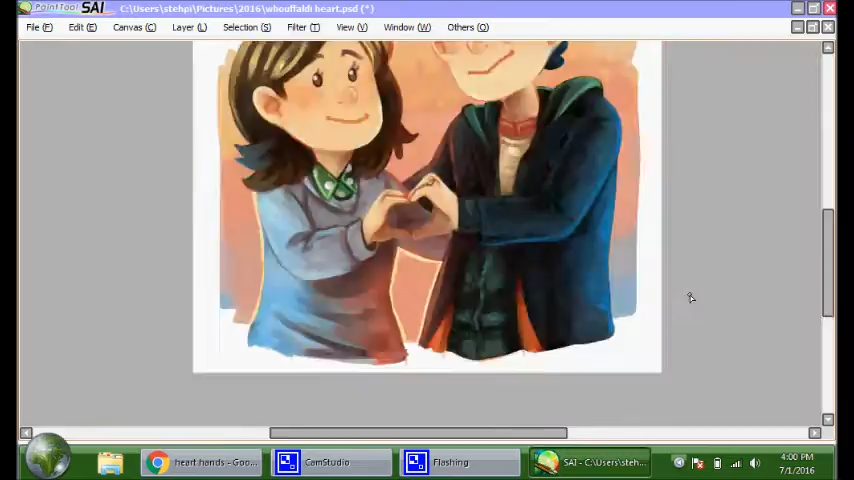 PaintTool SAI C:\Users\stehpi\Pictures\2016\whouffaldi heart.psd (*)
File (F) Edit (E) Canvas (C) Layer (L) Selection (S) Filter (T) View (V) Window (W) Others (O)
heart hands - Goo... CamStudio Flashing SAI - C:\Users\steh... 4:00 PM
7/1/2016